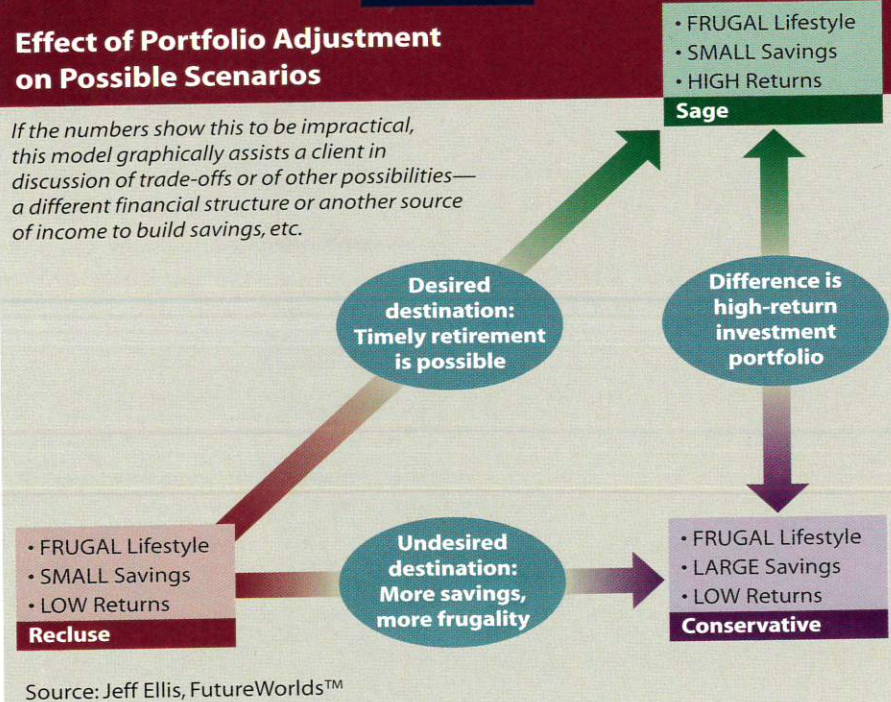 Effect of Portfolio Adjustment
on Possible Scenarios
If the numbers show this to be impractical,
this model graphically assists a client in
discussion of trade-offs or of other possibilities—
a different financial structure or another source
of income to build savings, etc.
• FRUGAL Lifestyle
• SMALL Savings
• HIGH Returns
Sage
Desired
destination:
Timely retirement
is possible
Difference is
high-return
investment
portfolio
• FRUGAL Lifestyle
• SMALL Savings
• LOW Returns
Recluse
Undesired
destination:
More savings,
more frugality
• FRUGAL Lifestyle
• LARGE Savings
• LOW Returns
Conservative
Source: Jeff Ellis, FutureWorlds™